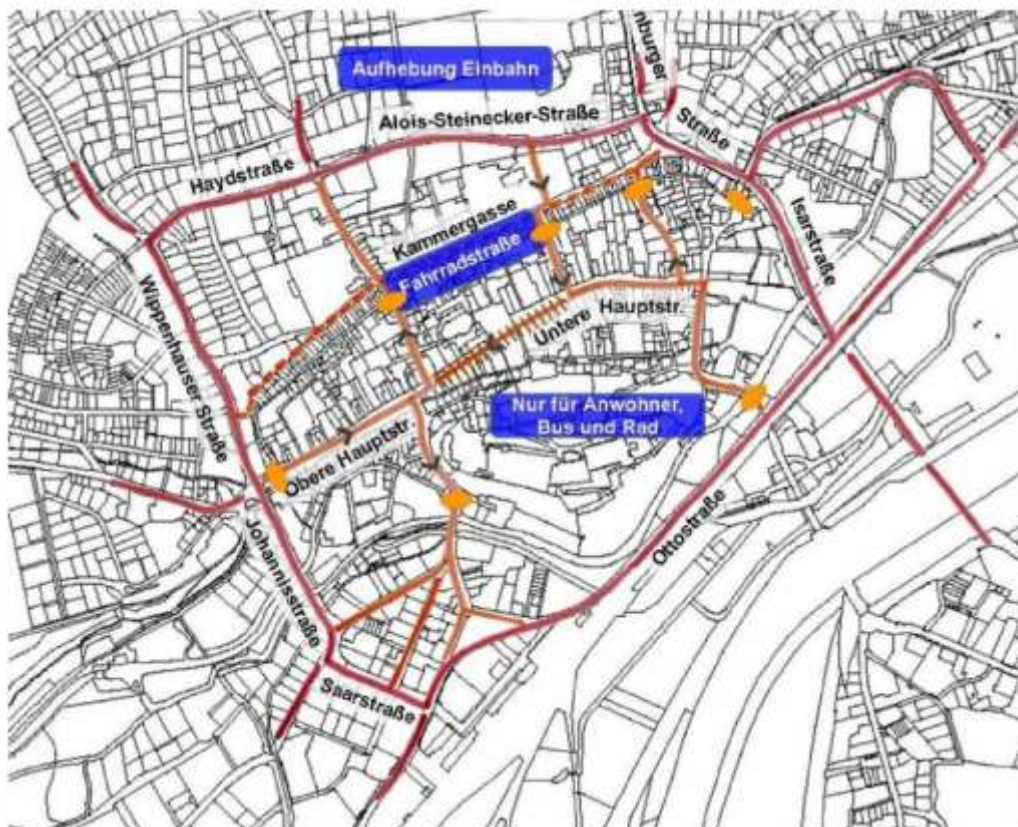 nburger
Aufhebung Einbahn
Alois-Steinecker-Straße
Straße
Haydstraße
Kammergasse
Isarstraße
Fahrradstraße
Wippenhauser Straße
Untere Hauptstr.
Nur für Anwohner,
Bus und Rad
Obere Hauptstr.
Ottostraße
Johannisstraße
Saarstraße